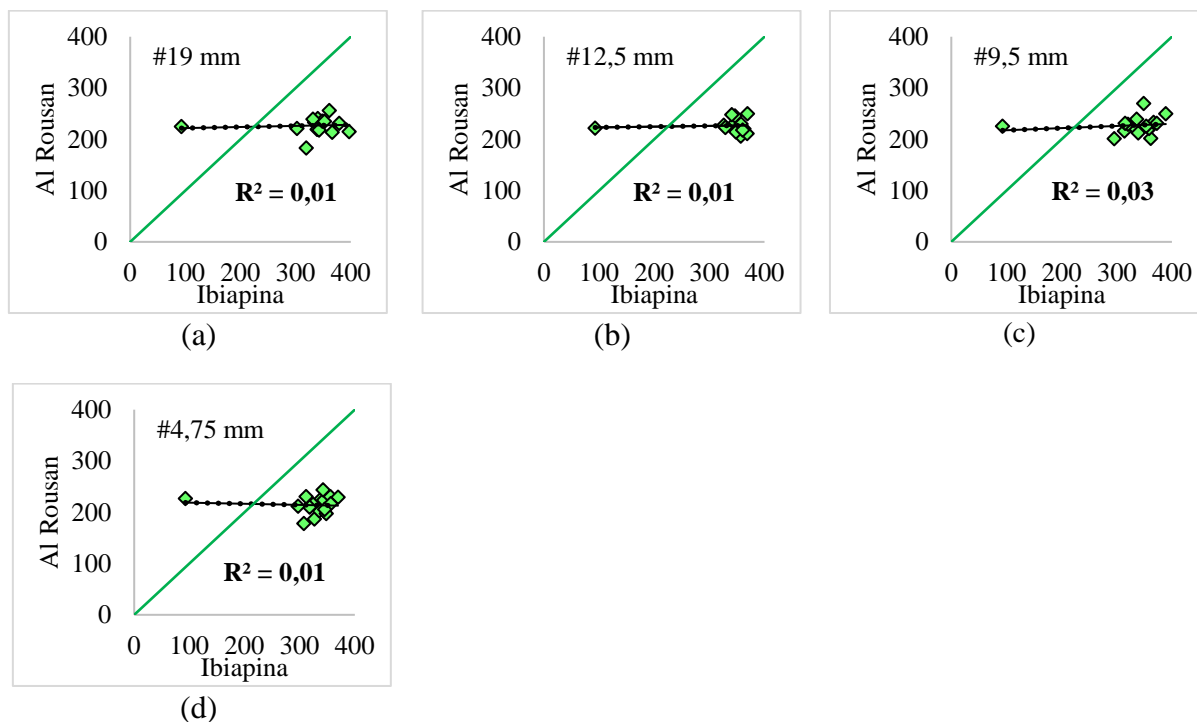 400
300
200
100
0
Al Rousan
#19 mm
R² = 0,01
0 100 200 300 400
Ibiapina
(a)
400
300
200
100
0
Al Rousan
#12,5 mm
R² = 0,01
0 100 200 300 400
Ibiapina
(b)
400
300
200
100
0
Al Rousan
#9,5 mm
R² = 0,03
0 100 200 300 400
Ibiapina
(c)
400
300
200
100
0
Al Rousan
#4,75 mm
R² = 0,01
0 100 200 300 400
Ibiapina
(d)